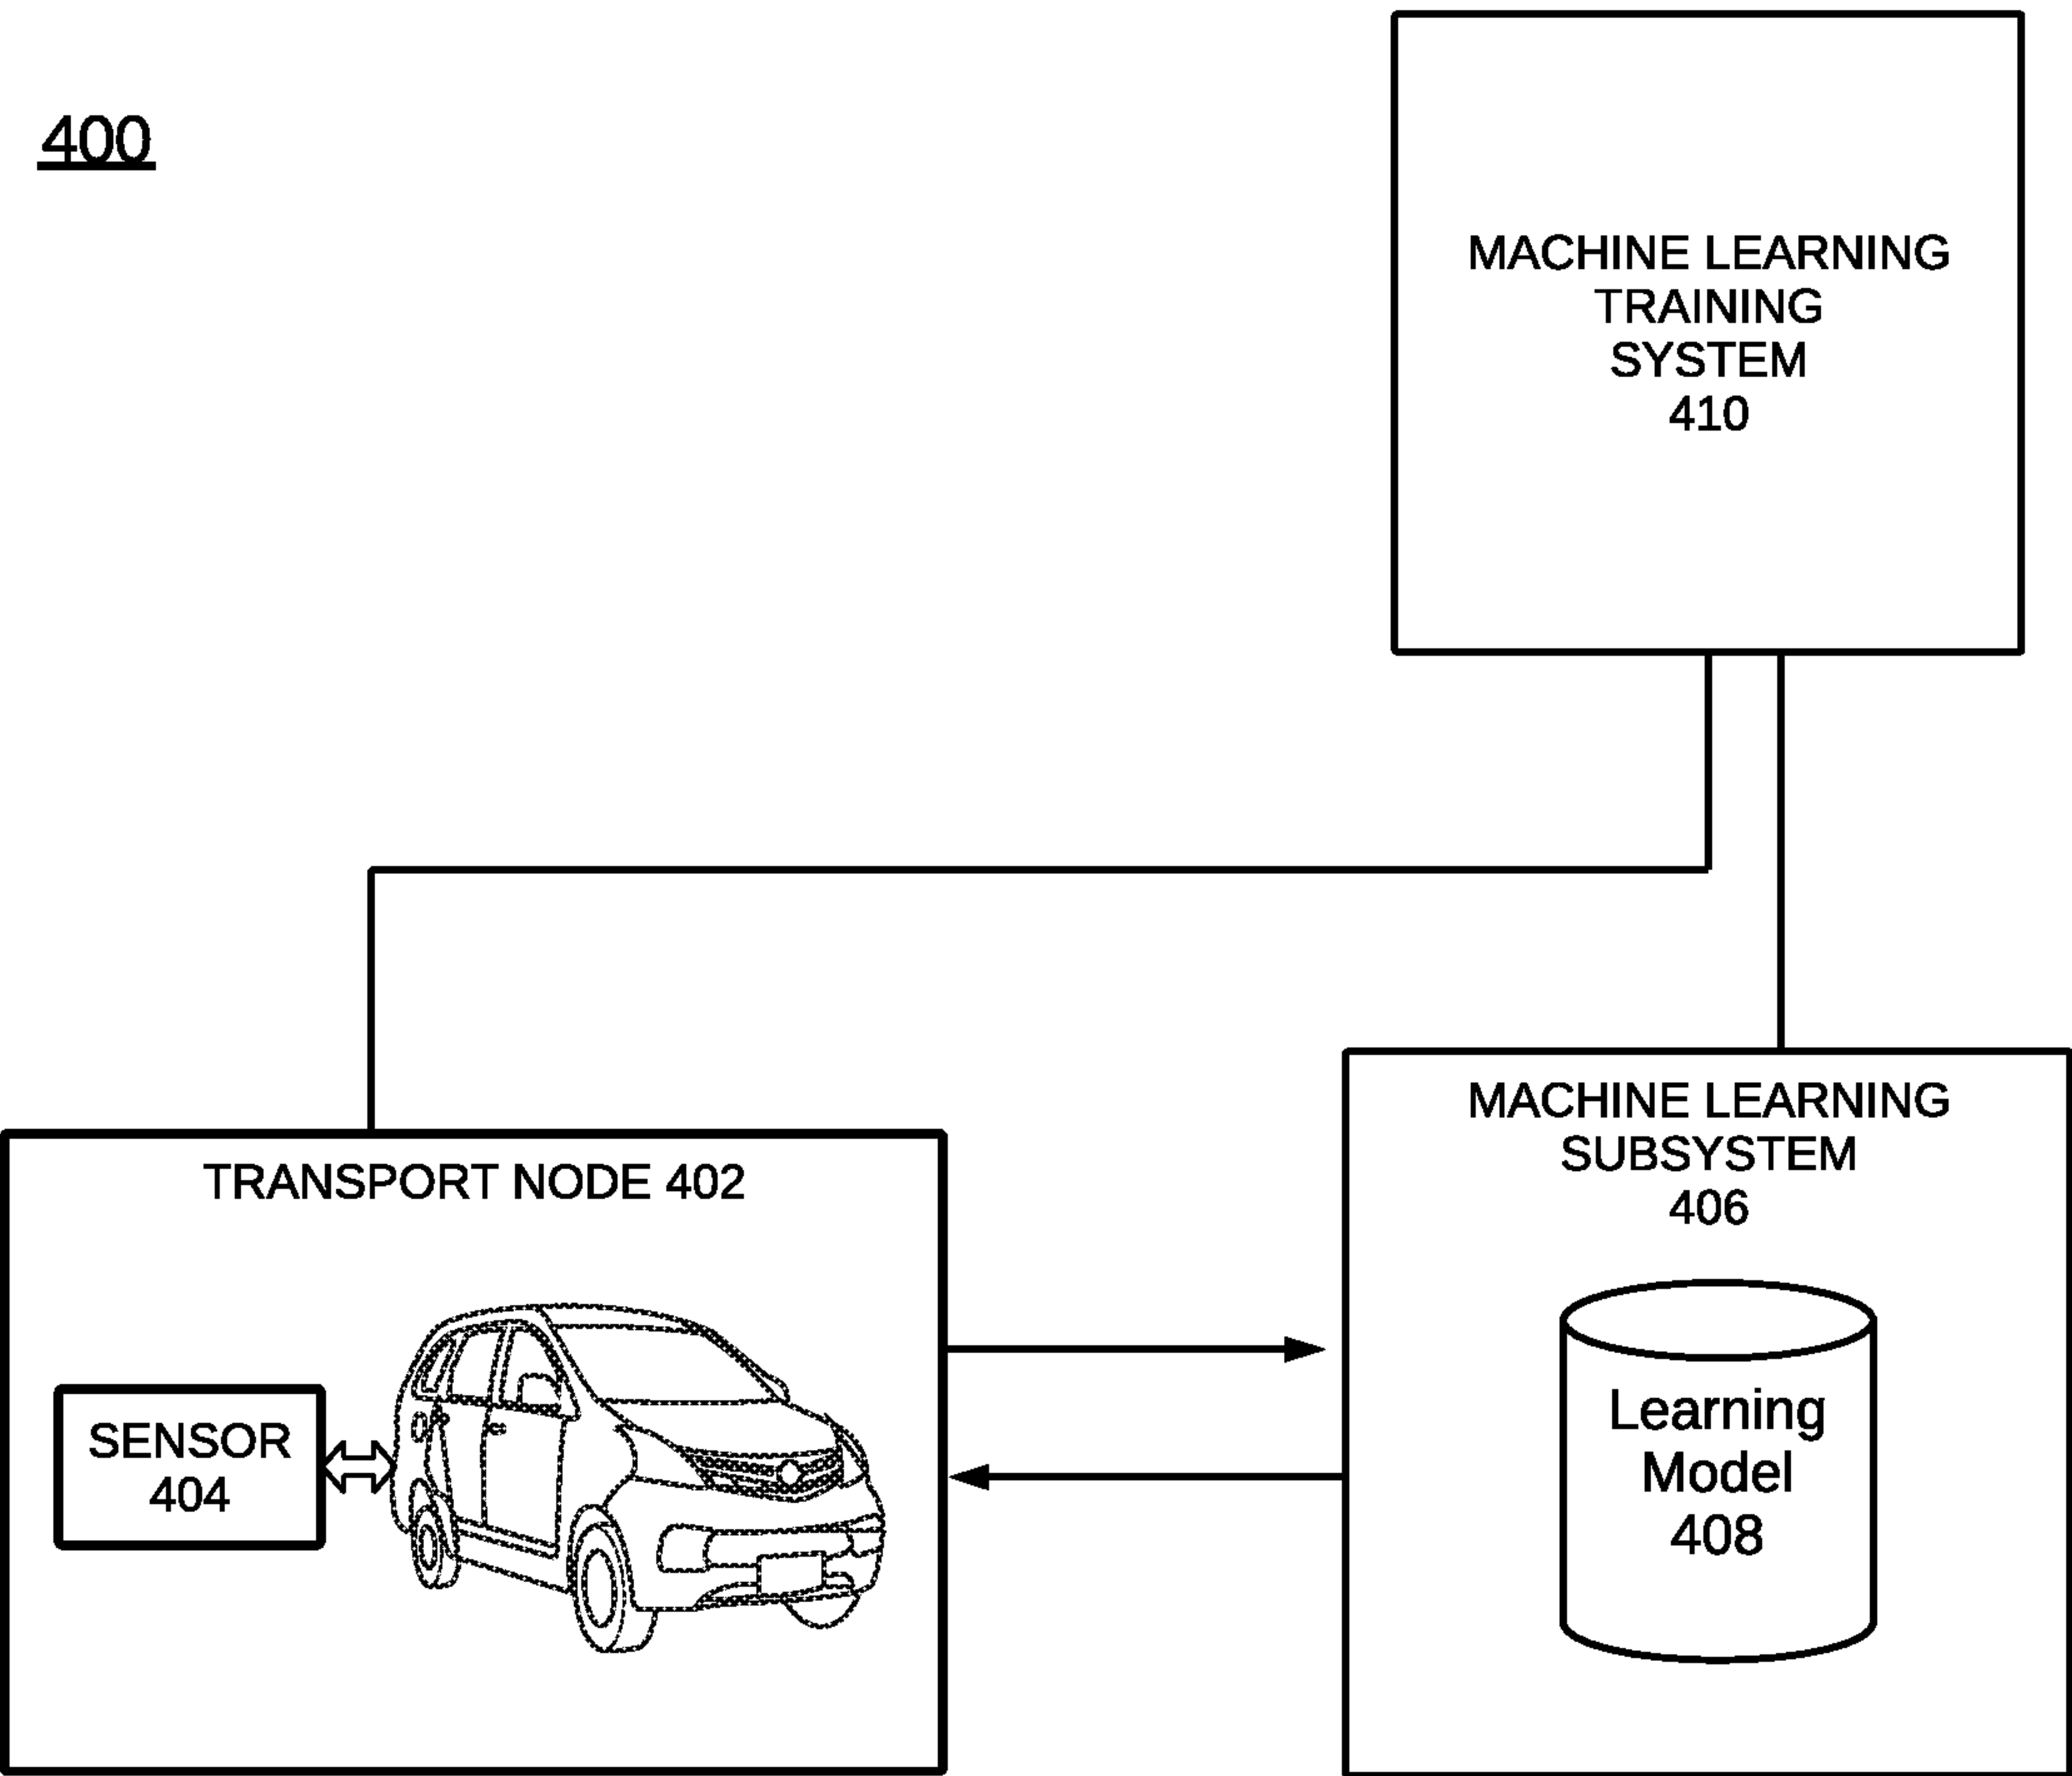 400
MACHINE LEARNING
TRAINING
SYSTEM
410
TRANSPORT NODE 402
SENSOR
404
MACHINE LEARNING
SUBSYSTEM
406
Learning
Model
408